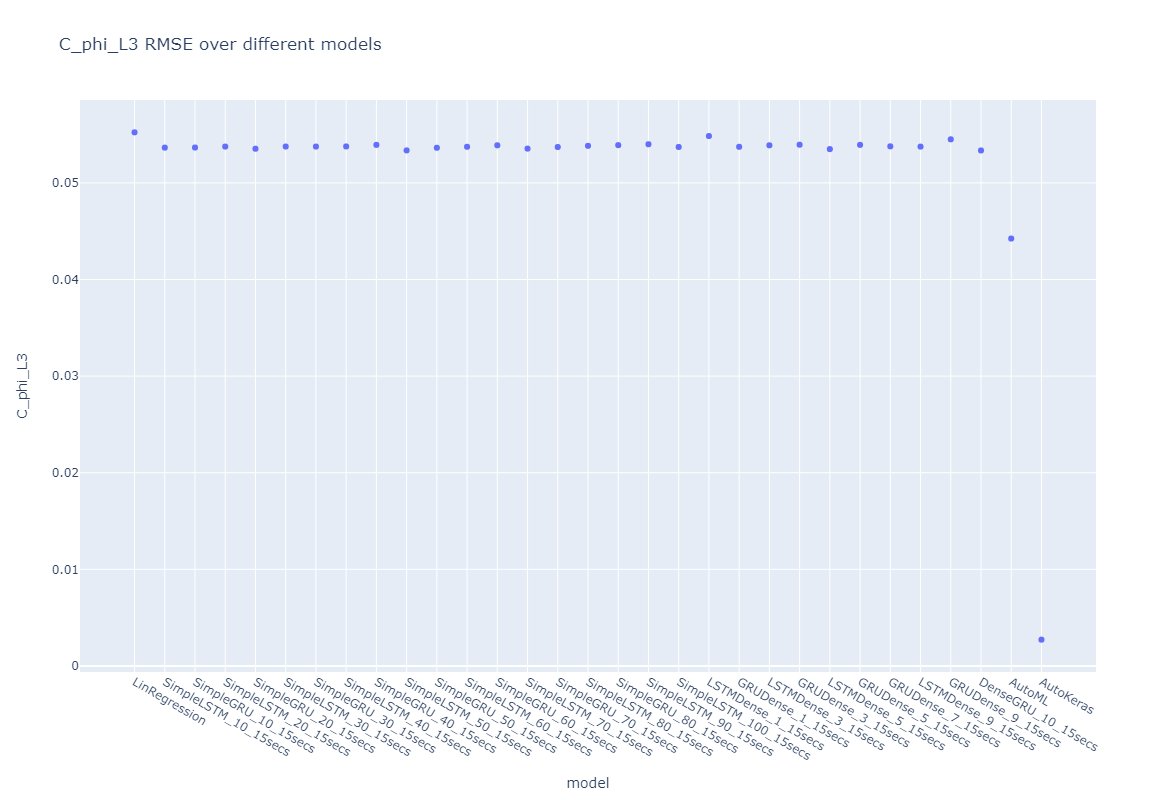 C_phi_L3 RMSE over different models
C_phi_L3
0.05
0.04
0.03
0.02
0.01
0
LinRegression
SimpleLSTM_10_15secs
SimpleGRU_10_15secs
SimpleLSTM_20_15secs
SimpleGRU_20_15secs
SimpleLSTM_30_15secs
SimpleGRU_30_15secs
SimpleLSTM_40_15secs
SimpleGRU_40_15secs
SimpleLSTM_50_15secs
SimpleGRU_50_15secs
SimpleLSTM_60_15secs
SimpleGRU_60_15secs
SimpleLSTM_70_15secs
SimpleGRU_70_15secs
SimpleLSTM_80_15secs
SimpleGRU_80_15secs
SimpleLSTM_90_15secs
SimpleLSTM_100_15secs
LSTMDense_1_15secs
GRUDense_1_15secs
LSTMDense_3_15secs
GRUDense_3_15secs
LSTMDense_5_15secs
GRUDense_5_15secs
GRUDense_7_15secs
LSTMDense_9_15secs
GRUDense_9_15secs
DenseGRU_10_15secs
AutoML
AutoKeras
model